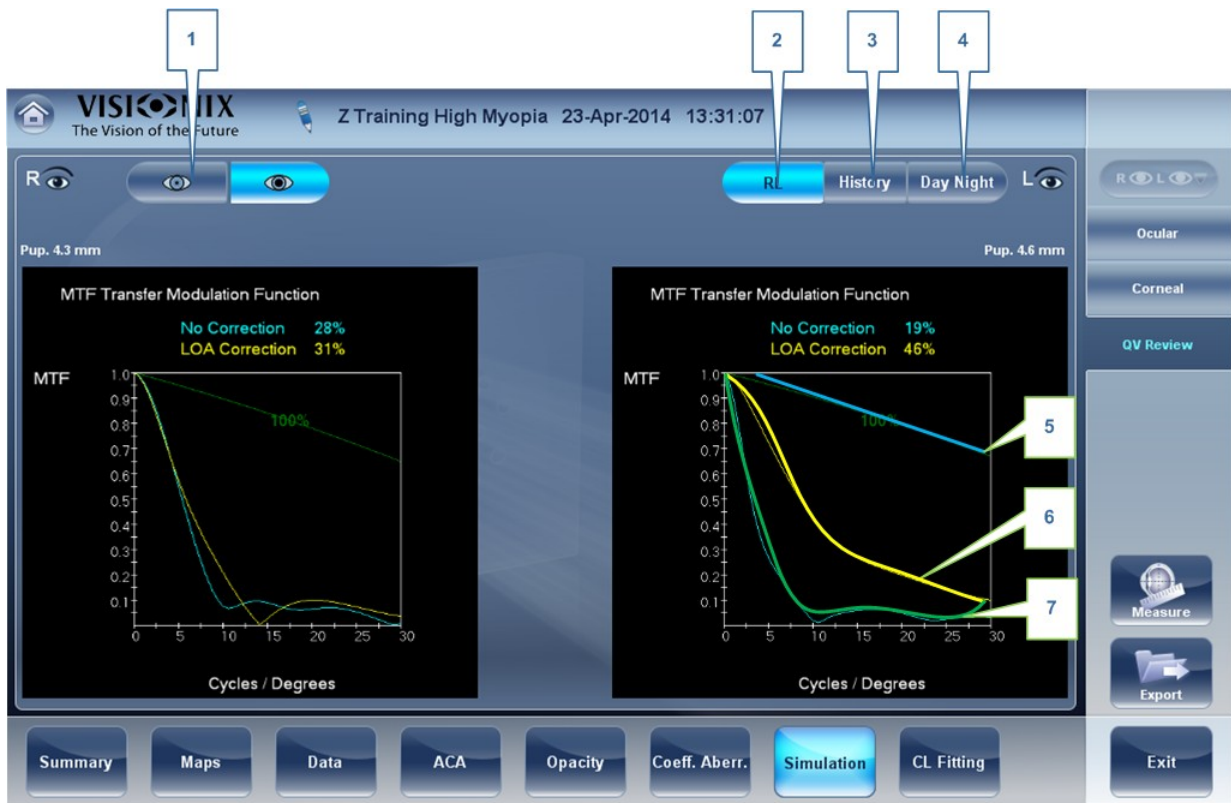 1
2
3
4
VISIONIX
The Vision of the Future
Z Training High Myopia 23-Apr-2014 13:31:07
R
RL
History
Day Night
L
R L
Pup. 4.3 mm
Pup. 4.6 mm
Ocular
Corneal
QV Review
MTF Transfer Modulation Function
No Correction 28%
LOA Correction 31%
MTF
1.0
0.9
0.8
0.7
0.6
0.5
0.4
0.3
0.2
0.1
100%
0 5 10 15 20 25 30
Cycles / Degrees
MTF Transfer Modulation Function
No Correction 19%
LOA Correction 46%
MTF
1.0
0.9
0.8
0.7
0.6
0.5
0.4
0.3
0.2
0.1
100%
0 5 10 15 20 25 30
Cycles / Degrees
5
6
7
Measure
Export
Summary
Maps
Data
ACA
Opacity
Coeff. Aberr.
Simulation
CL Fitting
Exit